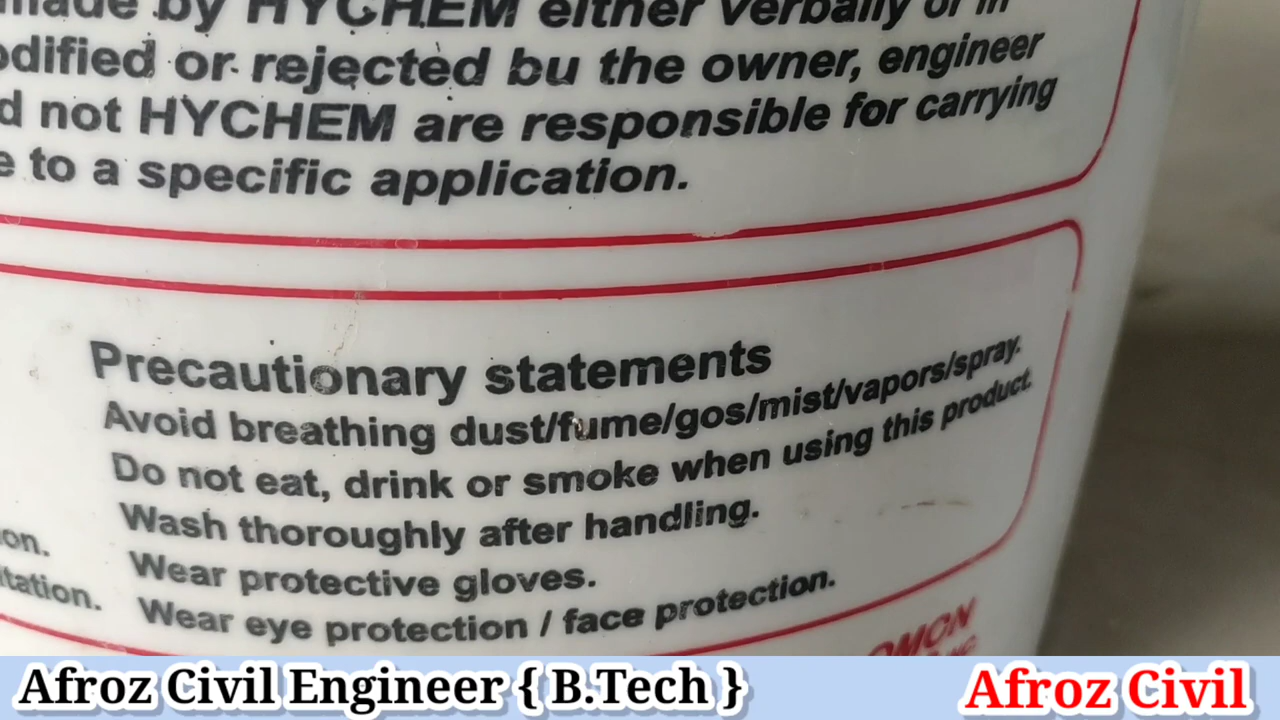 made by HYCHEM either verbally or in
odified or rejected bu the owner, engineer
d not HYCHEM are responsible for carrying
e to a specific application.
Precautionary statements
Avoid breathing dust/fume/gos/mist/vapors/spray.
Do not eat, drink or smoke when using this product.
Wash thoroughly after handling.
on.
Wear protective gloves.
itation.
Wear eye protection / face protection.
Afroz Civil Engineer { B.Tech }
Afroz Civil